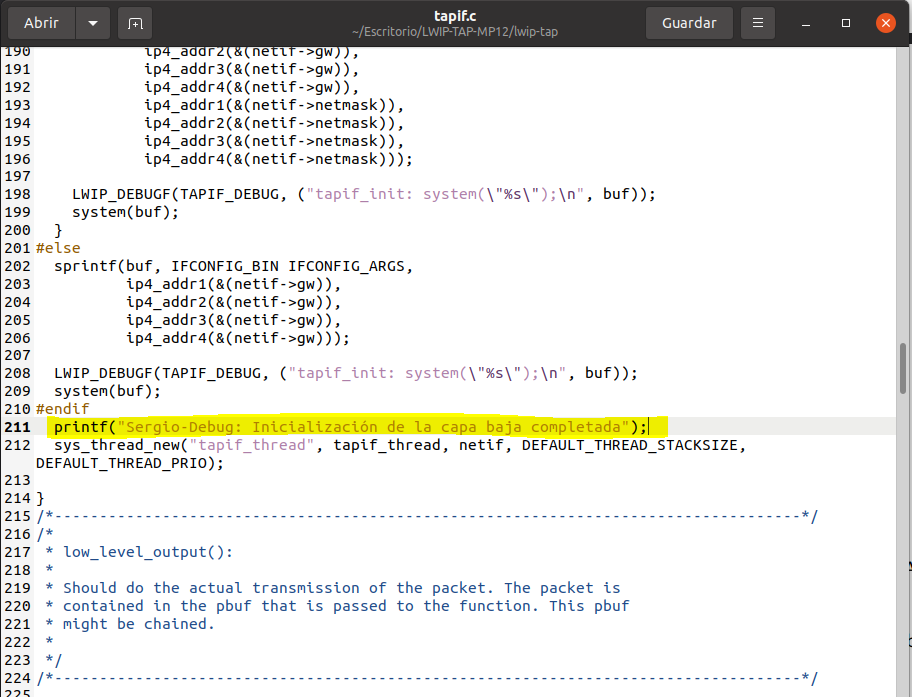 Abrir
tapif.c
~/Escritorio/LWIP-TAP-MP12/lwip-tap
Guardar
190             ip4_addr2(&(netif->gw)),
191             ip4_addr3(&(netif->gw)),
192             ip4_addr4(&(netif->gw)),
193             ip4_addr1(&(netif->netmask)),
194             ip4_addr2(&(netif->netmask)),
195             ip4_addr3(&(netif->netmask)),
196             ip4_addr4(&(netif->netmask)));
197
198     LWIP_DEBUGF(TAPIF_DEBUG, ("tapif_init: system(\"%s\");\n", buf));
199     system(buf);
200   }
201 #else
202   sprintf(buf, IFCONFIG_BIN IFCONFIG_ARGS,
203           ip4_addr1(&(netif->gw)),
204           ip4_addr2(&(netif->gw)),
205           ip4_addr3(&(netif->gw)),
206           ip4_addr4(&(netif->gw)));
207
208   LWIP_DEBUGF(TAPIF_DEBUG, ("tapif_init: system(\"%s\");\n", buf));
209   system(buf);
210 #endif
211   printf("Sergio-Debug: Inicialización de la capa baja completada");
212   sys_thread_new("tapif_thread", tapif_thread, netif, DEFAULT_THREAD_STACKSIZE,
DEFAULT_THREAD_PRIO);
213
214 }
215 /*-----------------------------------------------------------------------------------*/
216 /*
217  * low_level_output():
218  *
219  * Should do the actual transmission of the packet. The packet is
220  * contained in the pbuf that is passed to the function. This pbuf
221  * might be chained.
222  *
223  */
224 /*-----------------------------------------------------------------------------------*/
225